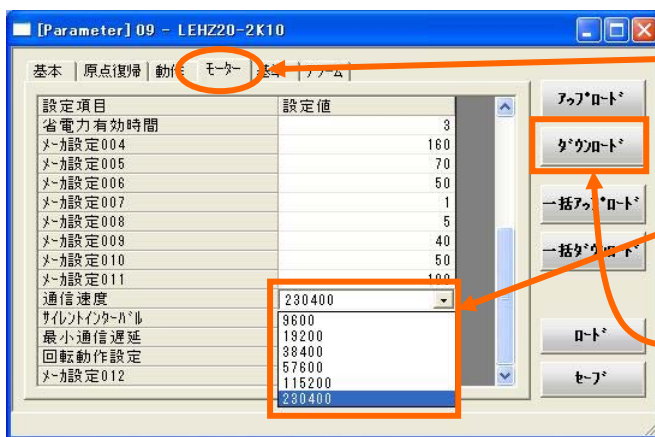 [Parameter] 09 - LEHZ20-2K10
基本 原点復帰 動作 ﾓｰﾀｰ ｱﾗｰﾑ
設定項目 設定値
省電力有効時間 3
ﾒｰｶ設定004 160
ﾒｰｶ設定005 70
ﾒｰｶ設定006 50
ﾒｰｶ設定007 1
ﾒｰｶ設定008 5
ﾒｰｶ設定009 40
ﾒｰｶ設定010 50
ﾒｰｶ設定011 100
通信速度 230400
ｻｲﾚﾝﾄｲﾝﾀｰﾊﾞﾙ
最小通信遅延
回転動作設定
ﾒｰｶ設定012
9600
19200
38400
57600
115200
230400
ｱｯﾌﾟﾛｰﾄﾞ
ﾀﾞｳﾝﾛｰﾄﾞ
一括ｱｯﾌﾟﾛｰﾄﾞ
一括ﾀﾞｳﾝﾛｰﾄﾞ
ﾛｰﾄﾞ
ｾｰﾌﾞ